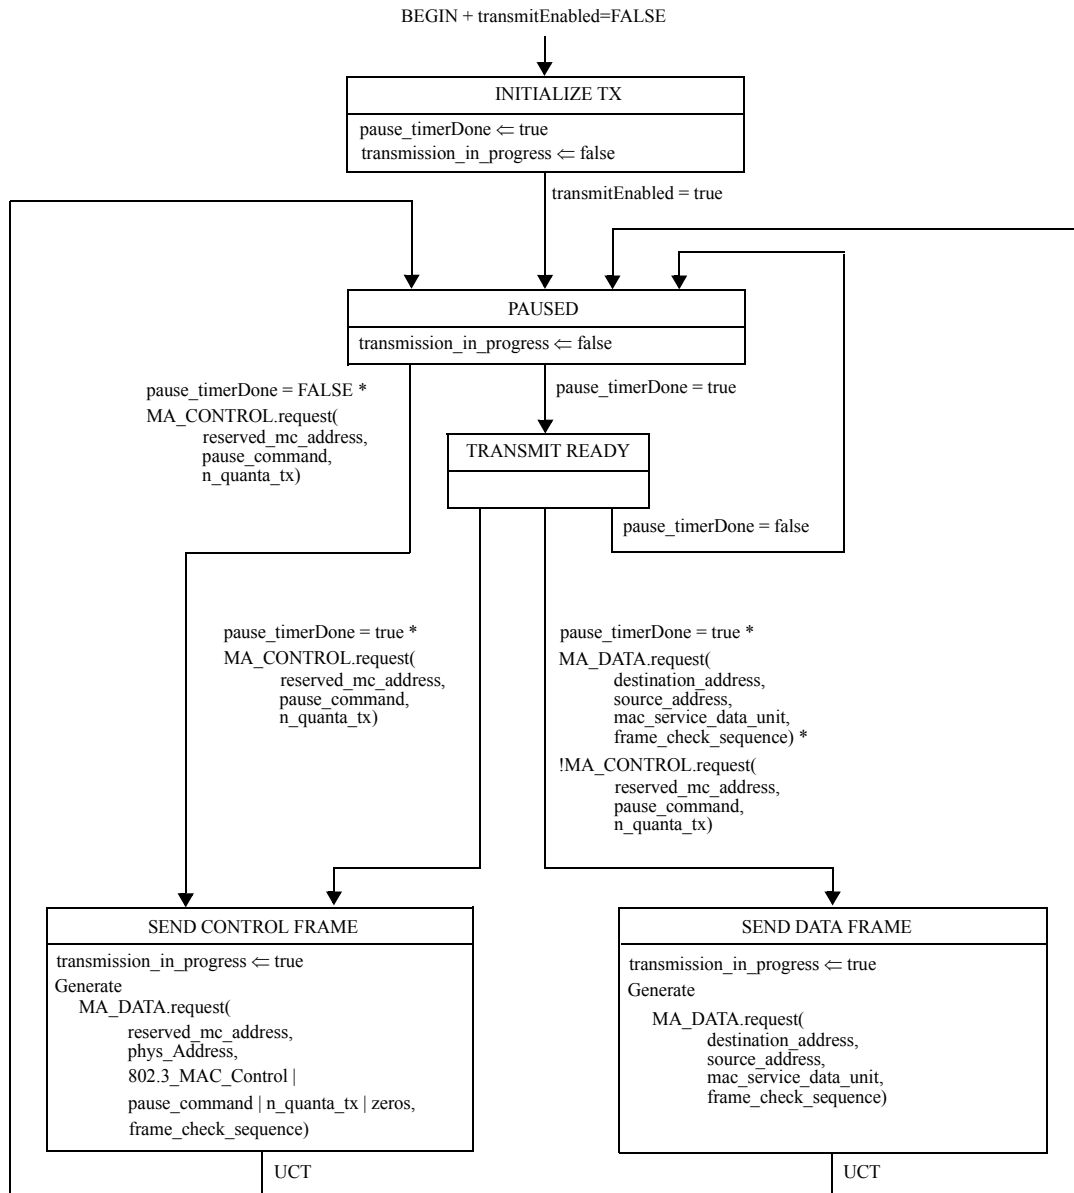 BEGIN + transmitEnabled=FALSE
INITIALIZE TX
pause_timerDone ⇐ true
transmission_in_progress ⇐ false
transmitEnabled = true
PAUSED
transmission_in_progress ⇐ false
pause_timerDone = FALSE *
MA_CONTROL.request(
reserved_mc_address,
pause_command,
n_quanta_tx)
pause_timerDone = true
TRANSMIT READY
pause_timerDone = false
pause_timerDone = true *
MA_CONTROL.request(
reserved_mc_address,
pause_command,
n_quanta_tx)
pause_timerDone = true *
MA_DATA.request(
destination_address,
source_address,
mac_service_data_unit,
frame_check_sequence) *
!MA_CONTROL.request(
reserved_mc_address,
pause_command,
n_quanta_tx)
SEND CONTROL FRAME
transmission_in_progress ⇐ true
Generate
MA_DATA.request(
reserved_mc_address,
phys_Address,
802.3_MAC_Control |
pause_command | n_quanta_tx | zeros,
frame_check_sequence)
UCT
SEND DATA FRAME
transmission_in_progress ⇐ true
Generate
MA_DATA.request(
destination_address,
source_address,
mac_service_data_unit,
frame_check_sequence)
UCT